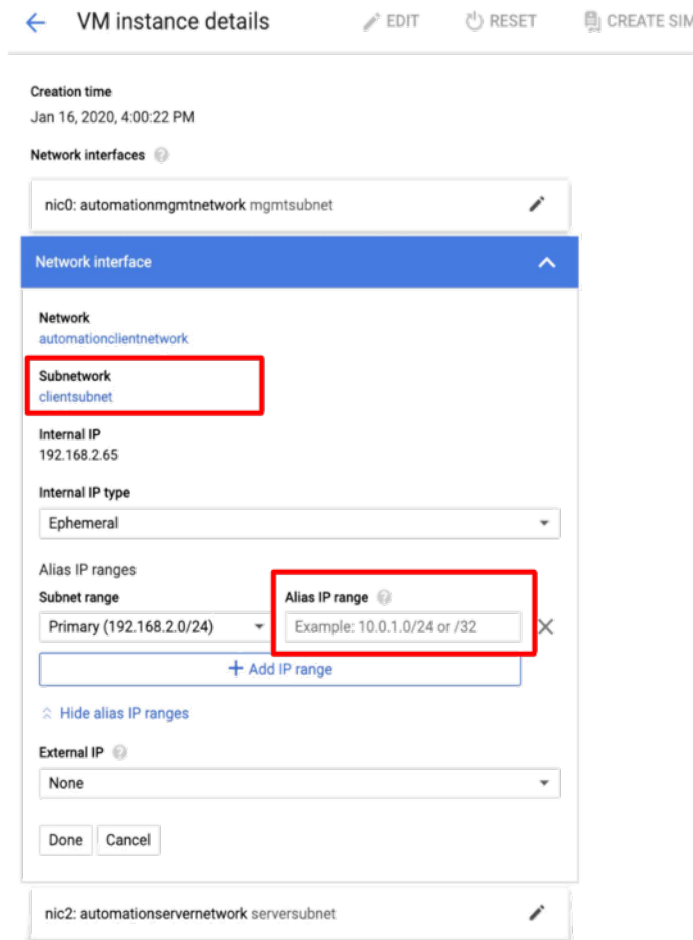 VM instance details EDIT RESET CREATE SIM
Creation time
Jan 16, 2020, 4:00:22 PM
Network interfaces
nic0: automationmgmtnetwork mgmtsubnet
Network interface
Network
automationclientnetwork
Subnetwork
clientsubnet
Internal IP
192.168.2.65
Internal IP type
Ephemeral
Alias IP ranges
Subnet range Alias IP range
Primary (192.168.2.0/24) Example: 10.0.1.0/24 or /32
+ Add IP range
Hide alias IP ranges
External IP
None
Done Cancel
nic2: automationservernetwork serversubnet